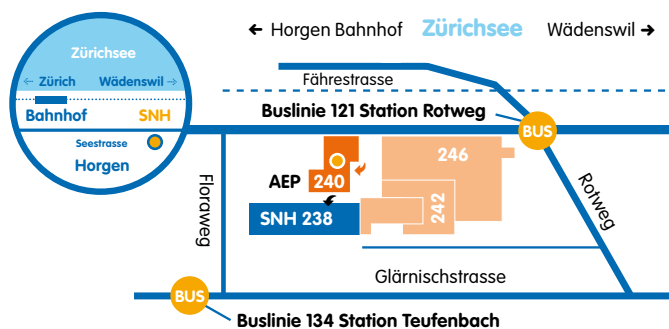 Zürichsee
← Zürich Wädenswil →
Bahnhof SNH
Seestrasse
Horgen
← Horgen Bahnhof Zürichsee Wädenswil →
Fährestrasse
Buslinie 121 Station Rotweg
BUS
246
AEP 240
242
SNH 238
Floraweg
Rotweg
Glärnischstrasse
BUS
Buslinie 134 Station Teufenbach